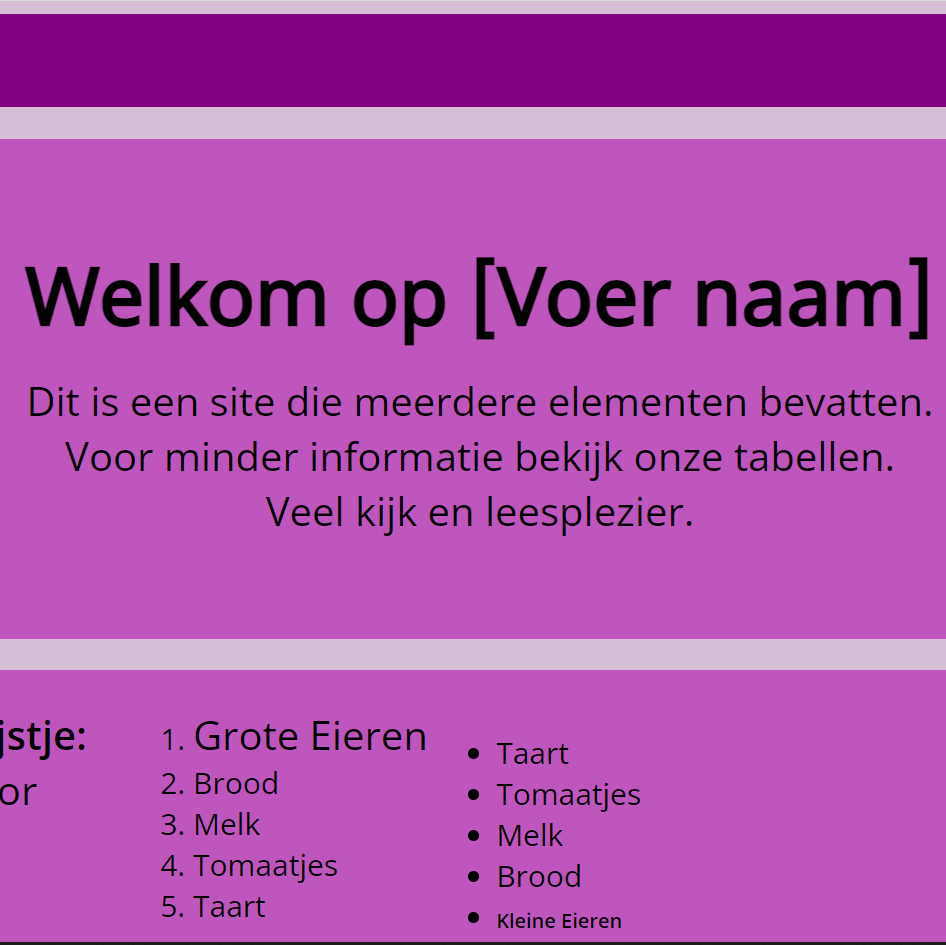 Welkom op [Voer naam]
Dit is een site die meerdere elementen bevatten.
Voor minder informatie bekijk onze tabellen.
Veel kijk en leesplezier.
jstje:
or
1. Grote Eieren
2. Brood
3. Melk
4. Tomaatjes
5. Taart
• Taart
• Tomaatjes
• Melk
• Brood
• Kleine Eieren